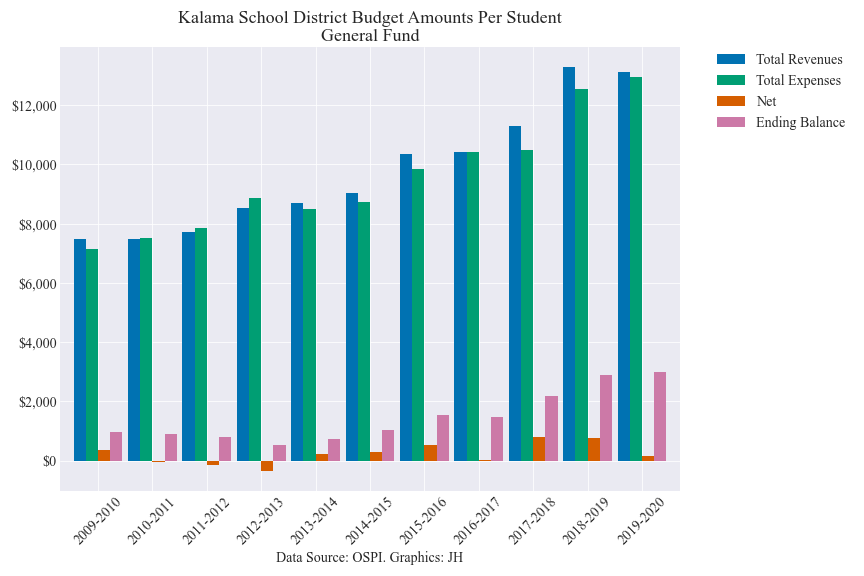 Kalama School District Budget Amounts Per Student
General Fund
Total Revenues
Total Expenses
Net
Ending Balance
$12,000
$10,000
$8,000
$6,000
$4,000
$2,000
$0
2009-2010
2010-2011
2011-2012
2012-2013
2013-2014
2014-2015
2015-2016
2016-2017
2017-2018
2018-2019
2019-2020
Data Source: OSPI. Graphics: JH